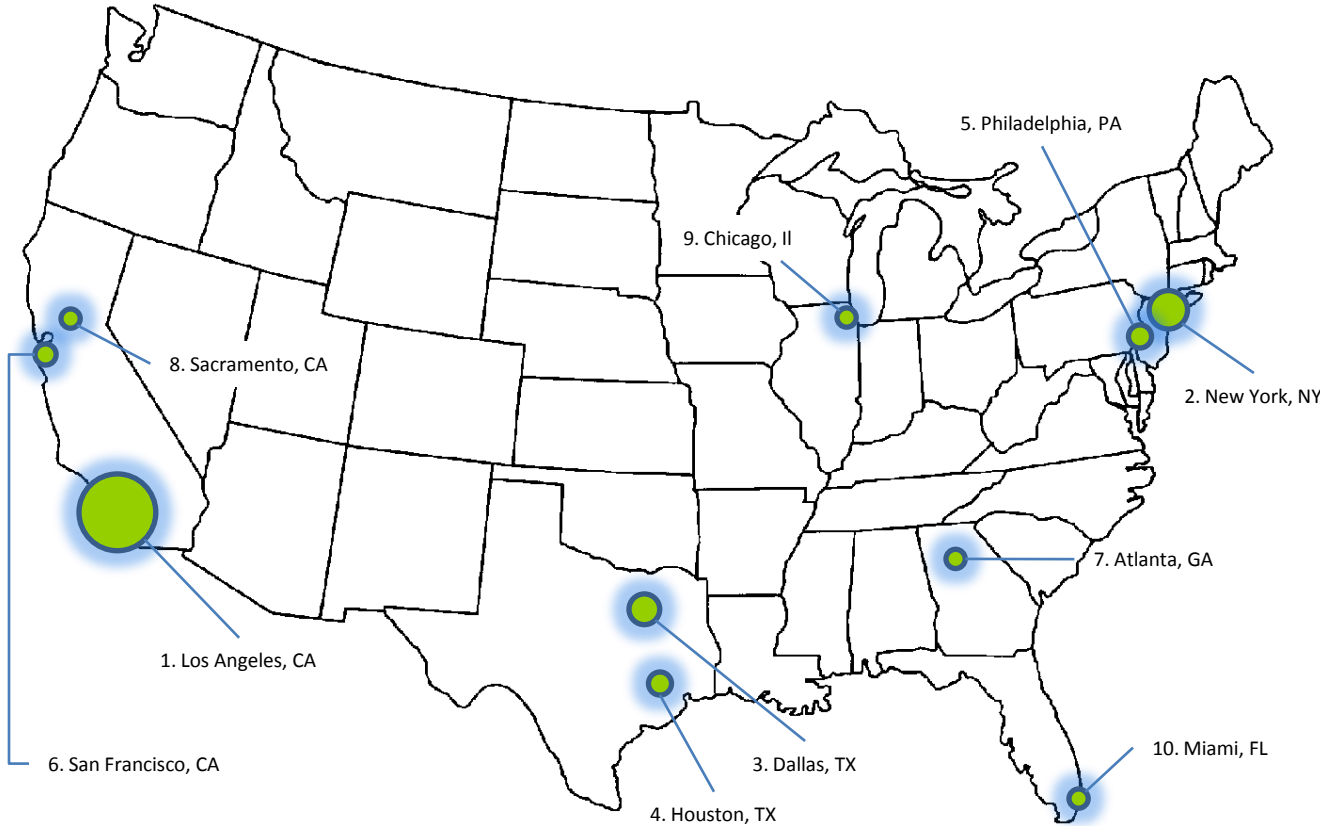 5. Philadelphia, PA
9. Chicago, Il
8. Sacramento, CA
2. New York, NY
7. Atlanta, GA
1. Los Angeles, CA
10. Miami, FL
6. San Francisco, CA
3. Dallas, TX
4. Houston, TX